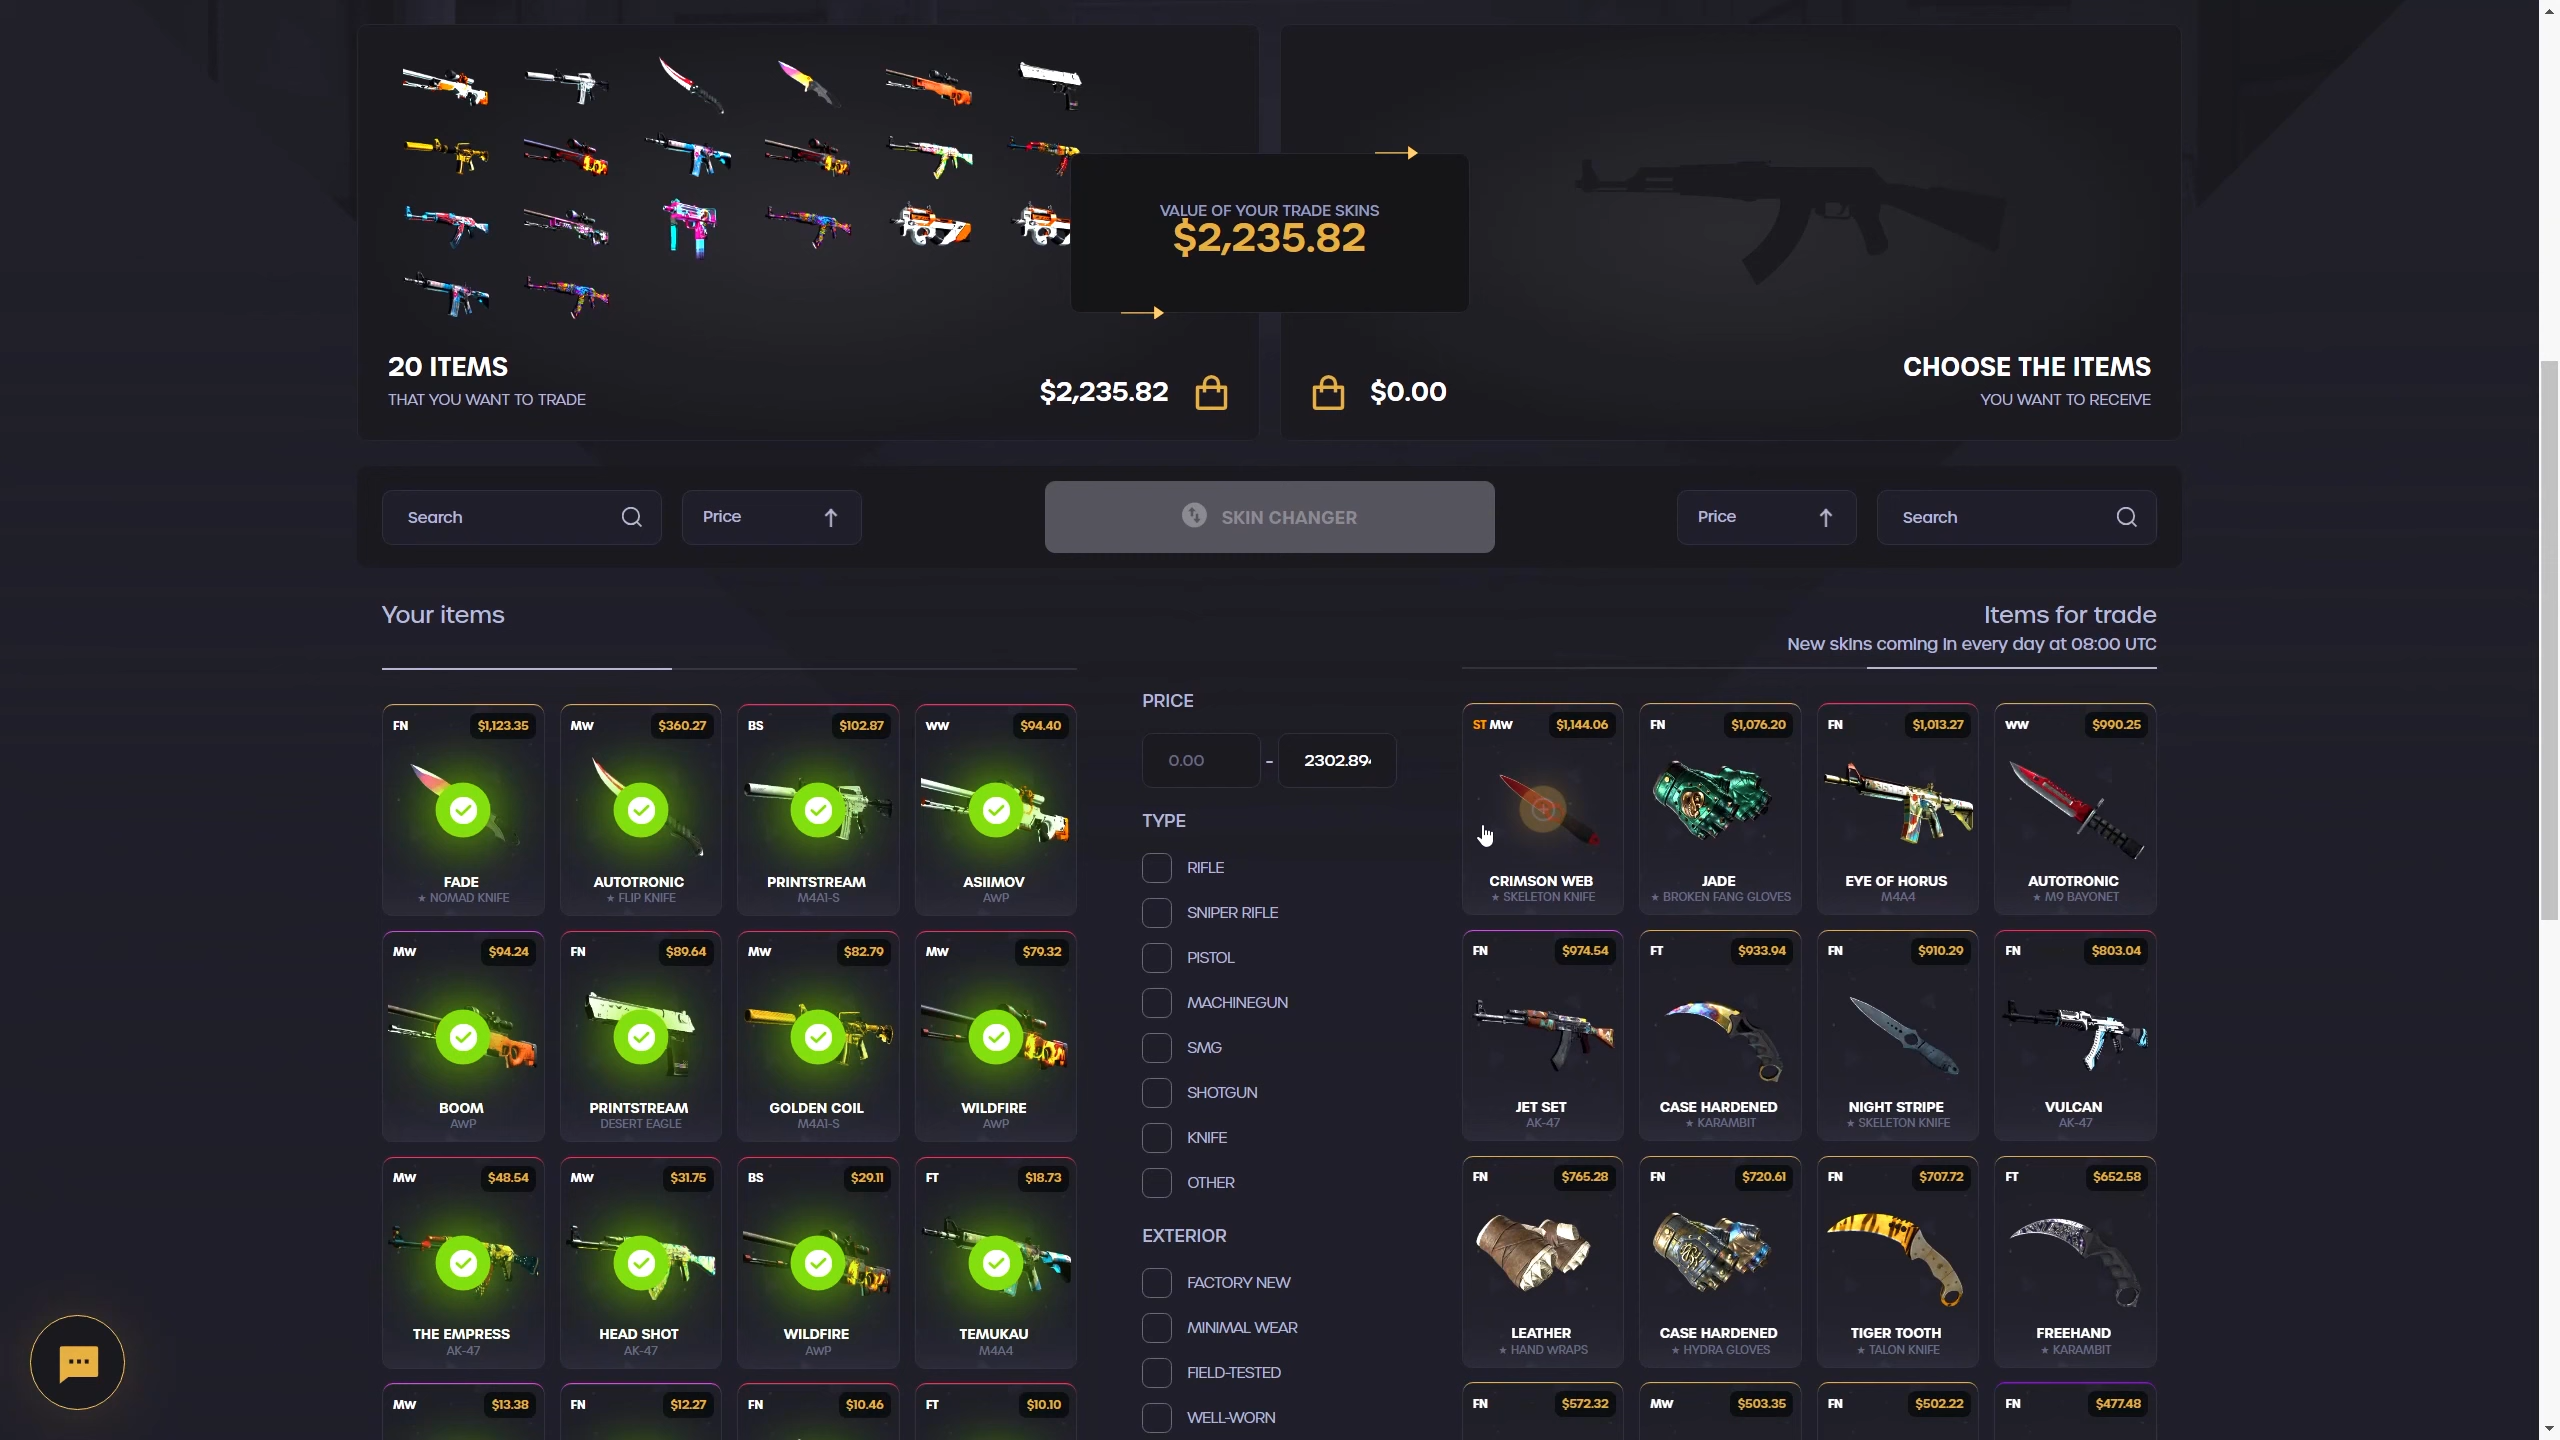 VALUE OF YOUR TRADE SKINS
$2,235.82
20 ITEMS
THAT YOU WANT TO TRADE
$2,235.82
$0.00
CHOOSE THE ITEMS
YOU WANT TO RECEIVE
Search
Price
SKIN CHANGER
Price
Search
Your items
Items for trade
New skins coming in every day at 08:00 UTC
FN $1,123.35
FADE
★ NOMAD KNIFE
MW $360.27
AUTOTRONIC
★ FLIP KNIFE
BS $102.87
PRINTSTREAM
M4A1-S
WW $94.40
ASIIMOV
AWP
MW $94.24
BOOM
AWP
FN $89.64
PRINTSTREAM
DESERT EAGLE
MW $82.79
GOLDEN COIL
M4A1-S
MW $79.32
WILDFIRE
AWP
MW $48.54
THE EMPRESS
AK-47
MW $31.75
HEAD SHOT
AK-47
BS $29.11
WILDFIRE
AWP
FT $18.73
TEMUKAU
M4A4
MW $13.38
FN $12.27
FN $10.46
FT $10.10
PRICE
0.00 - 2302.89
TYPE
RIFLE
SNIPER RIFLE
PISTOL
MACHINEGUN
SMG
SHOTGUN
KNIFE
OTHER
EXTERIOR
FACTORY NEW
MINIMAL WEAR
FIELD-TESTED
WELL-WORN
ST MW $1,144.06
CRIMSON WEB
★ SKELETON KNIFE
FN $1,076.20
JADE
★ BROKEN FANG GLOVES
FN $1,013.27
EYE OF HORUS
M4A4
WW $990.25
AUTOTRONIC
★ M9 BAYONET
FN $974.54
JET SET
AK-47
FT $933.94
CASE HARDENED
★ KARAMBIT
FN $910.29
NIGHT STRIPE
★ SKELETON KNIFE
FN $803.04
VULCAN
AK-47
FN $765.28
LEATHER
★ HAND WRAPS
FN $720.61
CASE HARDENED
★ HYDRA GLOVES
FN $707.72
TIGER TOOTH
★ TALON KNIFE
FT $652.58
FREEHAND
★ KARAMBIT
FN $572.32
MW $503.35
FN $502.22
FN $477.48